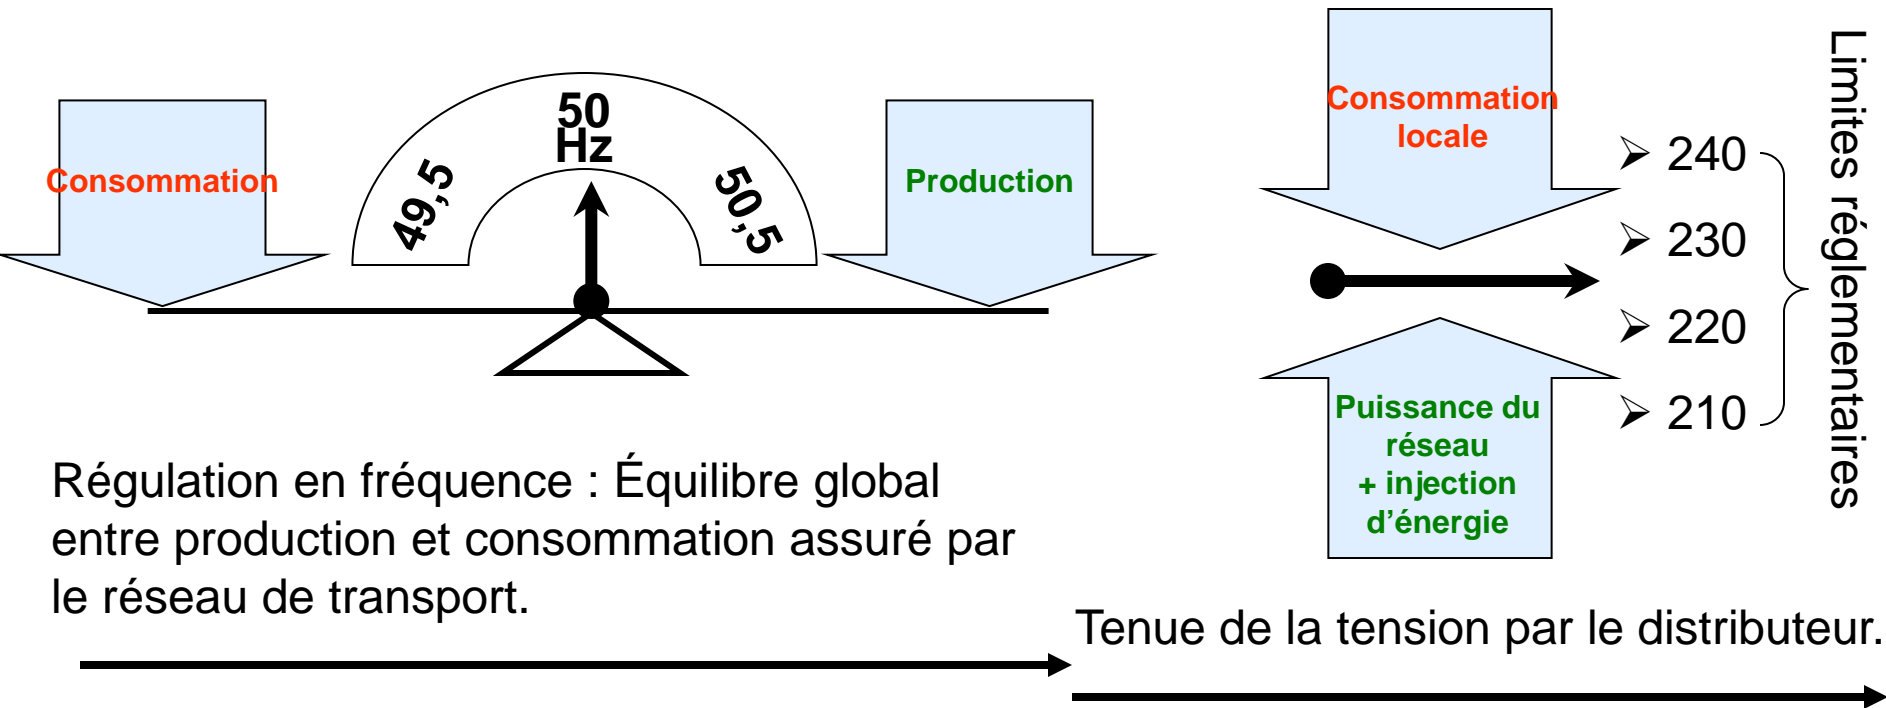 Consommation
49,5
50
Hz
50,5
Production
Régulation en fréquence : Équilibre global
entre production et consommation assuré par
le réseau de transport.
Consommation
locale
➢ 240
➢ 230
➢ 220
➢ 210
Limites réglementaires
Puissance du
réseau
+ injection
d’énergie
Tenue de la tension par le distributeur.